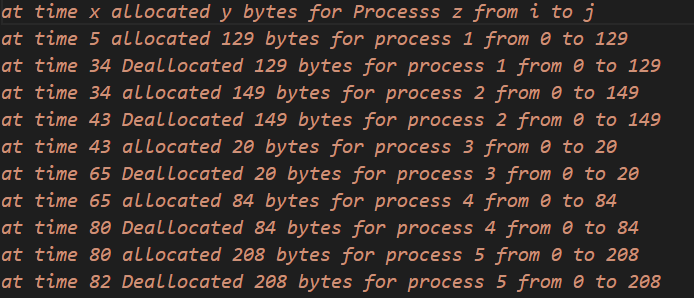 at time x allocated y bytes for Processs z from i to j
at time 5 allocated 129 bytes for process 1 from 0 to 129
at time 34 Deallocated 129 bytes for process 1 from 0 to 129
at time 34 allocated 149 bytes for process 2 from 0 to 149
at time 43 Deallocated 149 bytes for process 2 from 0 to 149
at time 43 allocated 20 bytes for process 3 from 0 to 20
at time 65 Deallocated 20 bytes for process 3 from 0 to 20
at time 65 allocated 84 bytes for process 4 from 0 to 84
at time 80 Deallocated 84 bytes for process 4 from 0 to 84
at time 80 allocated 208 bytes for process 5 from 0 to 208
at time 82 Deallocated 208 bytes for process 5 from 0 to 208